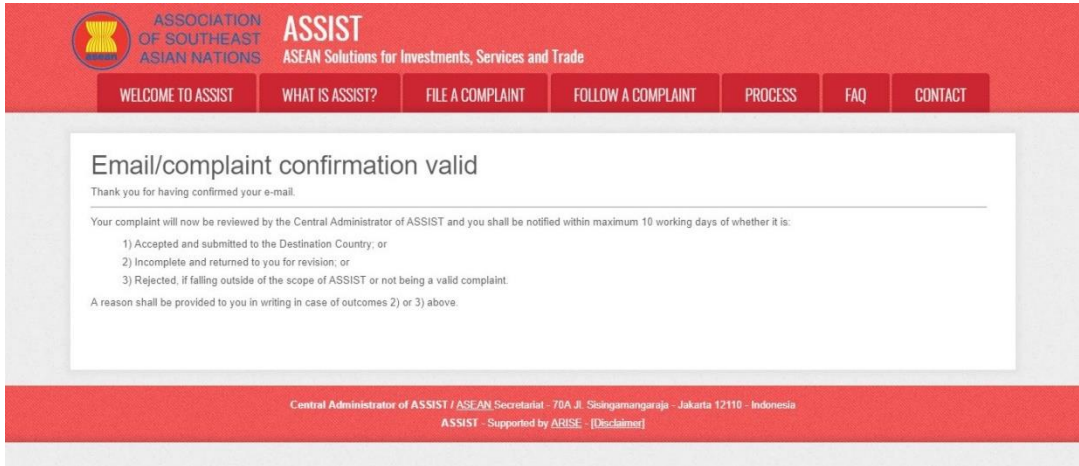 ASSOCIATION
OF SOUTHEAST
ASIAN NATIONS
asean
ASSIST
ASEAN Solutions for Investments, Services and Trade
WELCOME TO ASSIST WHAT IS ASSIST? FILE A COMPLAINT FOLLOW A COMPLAINT PROCESS FAQ CONTACT
Email/complaint confirmation valid
Thank you for having confirmed your e-mail.
Your complaint will now be reviewed by the Central Administrator of ASSIST and you shall be notified within maximum 10 working days of whether it is:
1) Accepted and submitted to the Destination Country; or
2) Incomplete and returned to you for revision; or
3) Rejected, if falling outside of the scope of ASSIST or not being a valid complaint.
A reason shall be provided to you in writing in case of outcomes 2) or 3) above.
Central Administrator of ASSIST / ASEAN Secretariat - 70A Jl. Sisingamangaraja - Jakarta 12110 - Indonesia
ASSIST - Supported by ARISE - [Disclaimer]